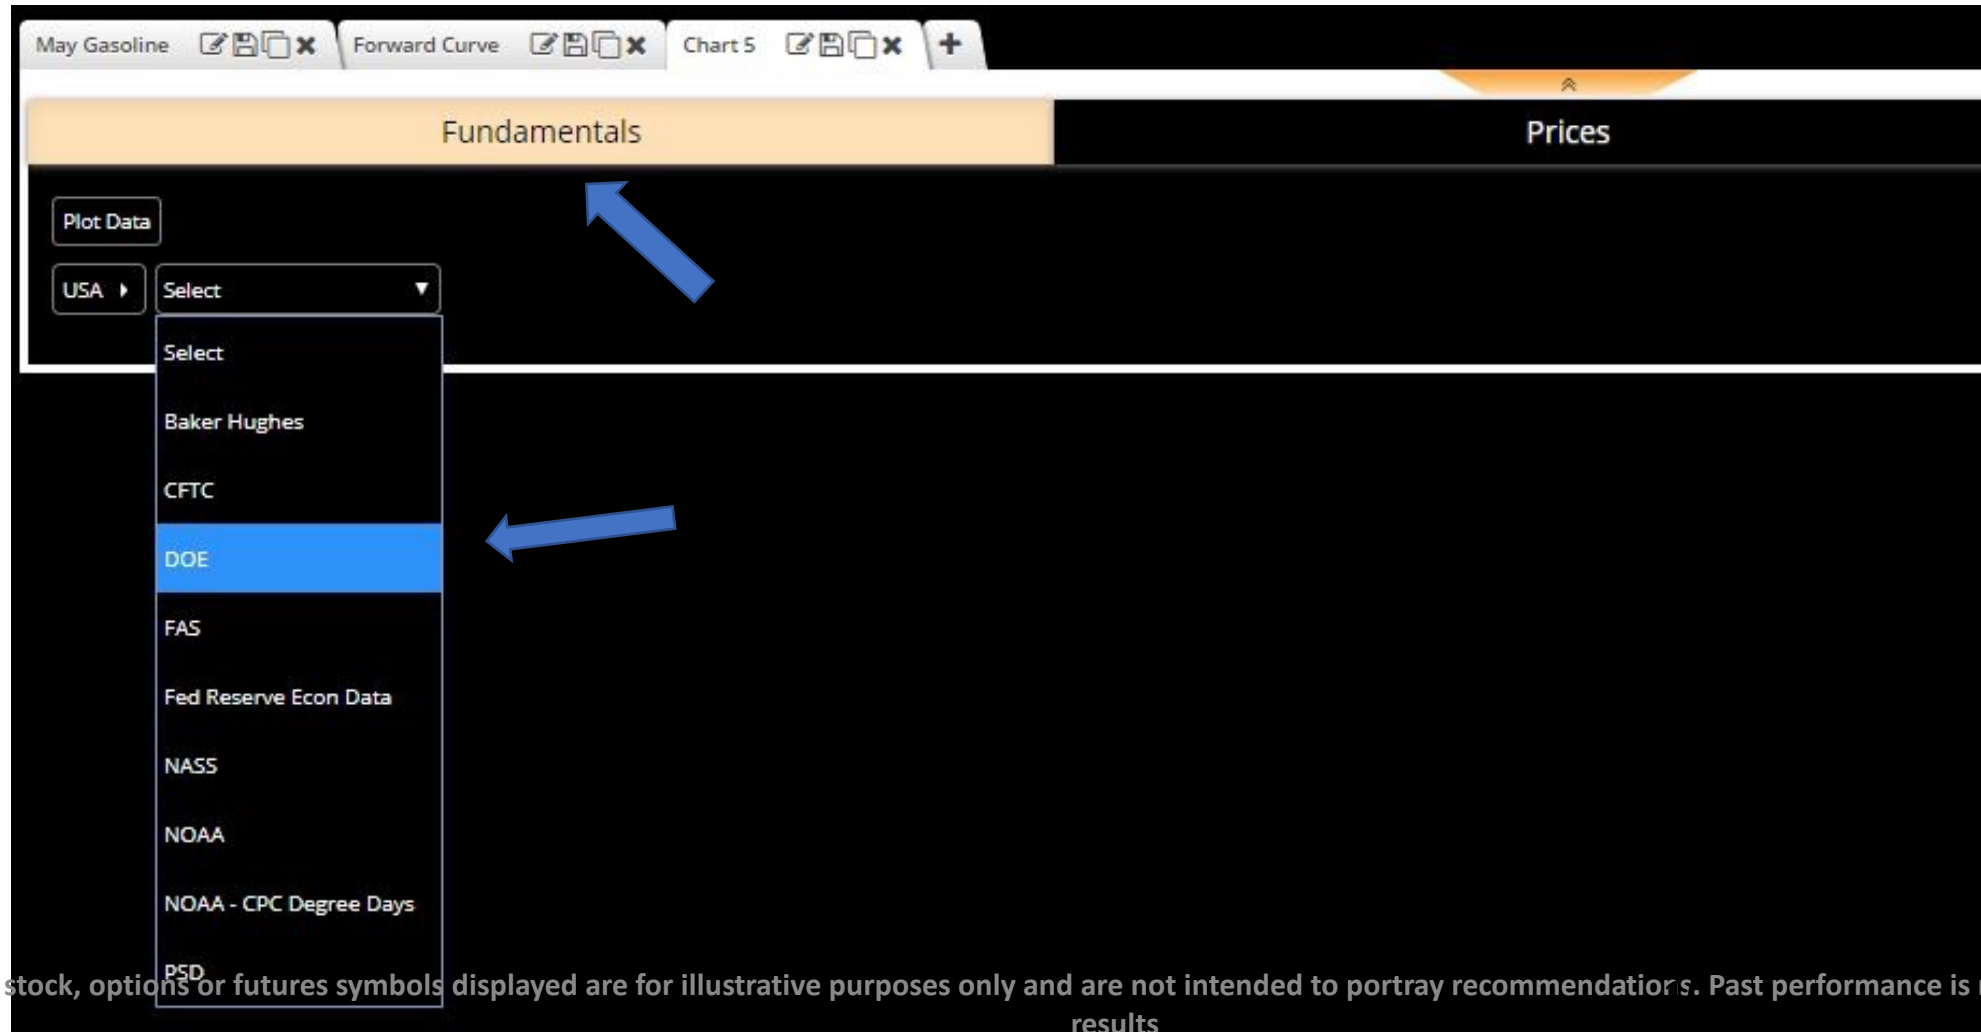 May Gasoline Forward Curve Chart 5
Fundamentals Prices
Plot Data
USA Select
Select
Baker Hughes
CFTC
DOE
FAS
Fed Reserve Econ Data
NASS
NOAA
NOAA - CPC Degree Days
PSD
stock, options or futures symbols displayed are for illustrative purposes only and are not intended to portray recommendations. Past performance is
results